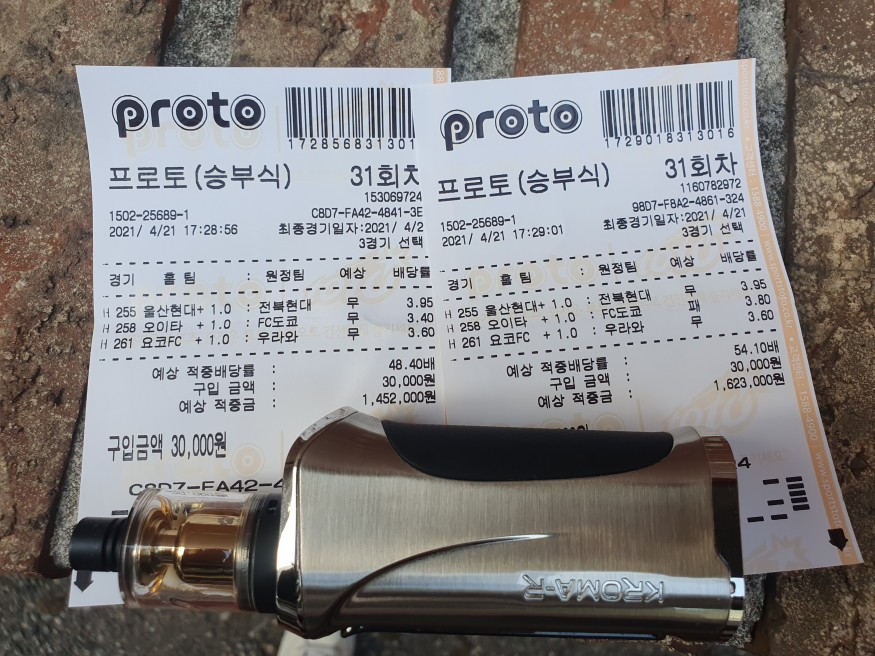 proto
172856831301
프로토(승부식) 31회차
153069724
1502-25689-1 C8D7-FA42-4841-3E
2021/ 4/21 17:28:56 최종경기일자:2021/ 4/2
3경기 선택
경기 홈 팀 : 원정팀 예상 배당률
H 255 울산현대+ 1.0 : 전북현대 무 3.95
H 258 오이타+ 1.0 : FC도쿄 무 3.40
H 261 요코FC + 1.0 : 우라와 무 3.60
예상 적중배당률 : 48.40배
구입 금액 : 30,000원
예상 적중금 : 1,452,000원
구입금액 30,000원
C8D7-FA42-4
proto
1729018313016
프로토(승부식) 31회차
1160782972
1502-25689-1 98D7-F8A2-4861-324
2021/ 4/21 17:29:01 최종경기일자:2021/ 4/21
3경기 선택
경기 홈 팀 : 원정팀 예상 배당률
H 255 울산현대+ 1.0 : 전북현대 무 3.95
H 258 오이타 + 1.0 : FC도쿄 패 3.80
H 261 요코FC + 1.0 : 우라와 무 3.60
예상 적중배당률 : 54.10배
구입 금액 : 30,000원
예상 적중금 : 1,623,000원
4
KROMA-R